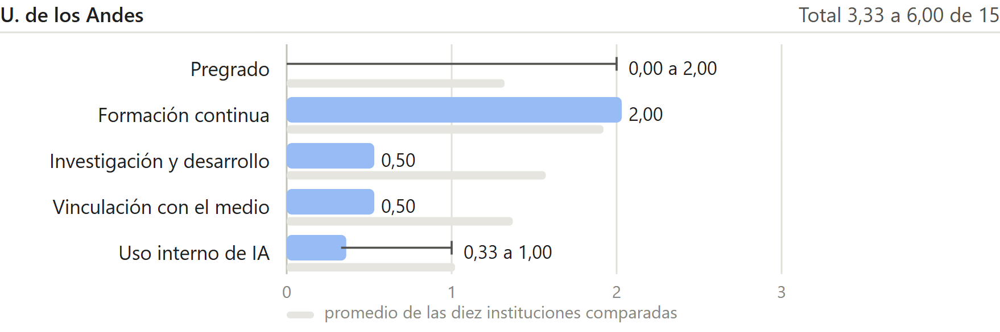 U. de los Andes
Total 3,33 a 6,00 de 15
Pregrado
0,00 a 2,00
Formación continua
2,00
Investigación y desarrollo
0,50
Vinculación con el medio
0,50
Uso interno de IA
0,33 a 1,00
0 1 2 3
promedio de las diez instituciones comparadas